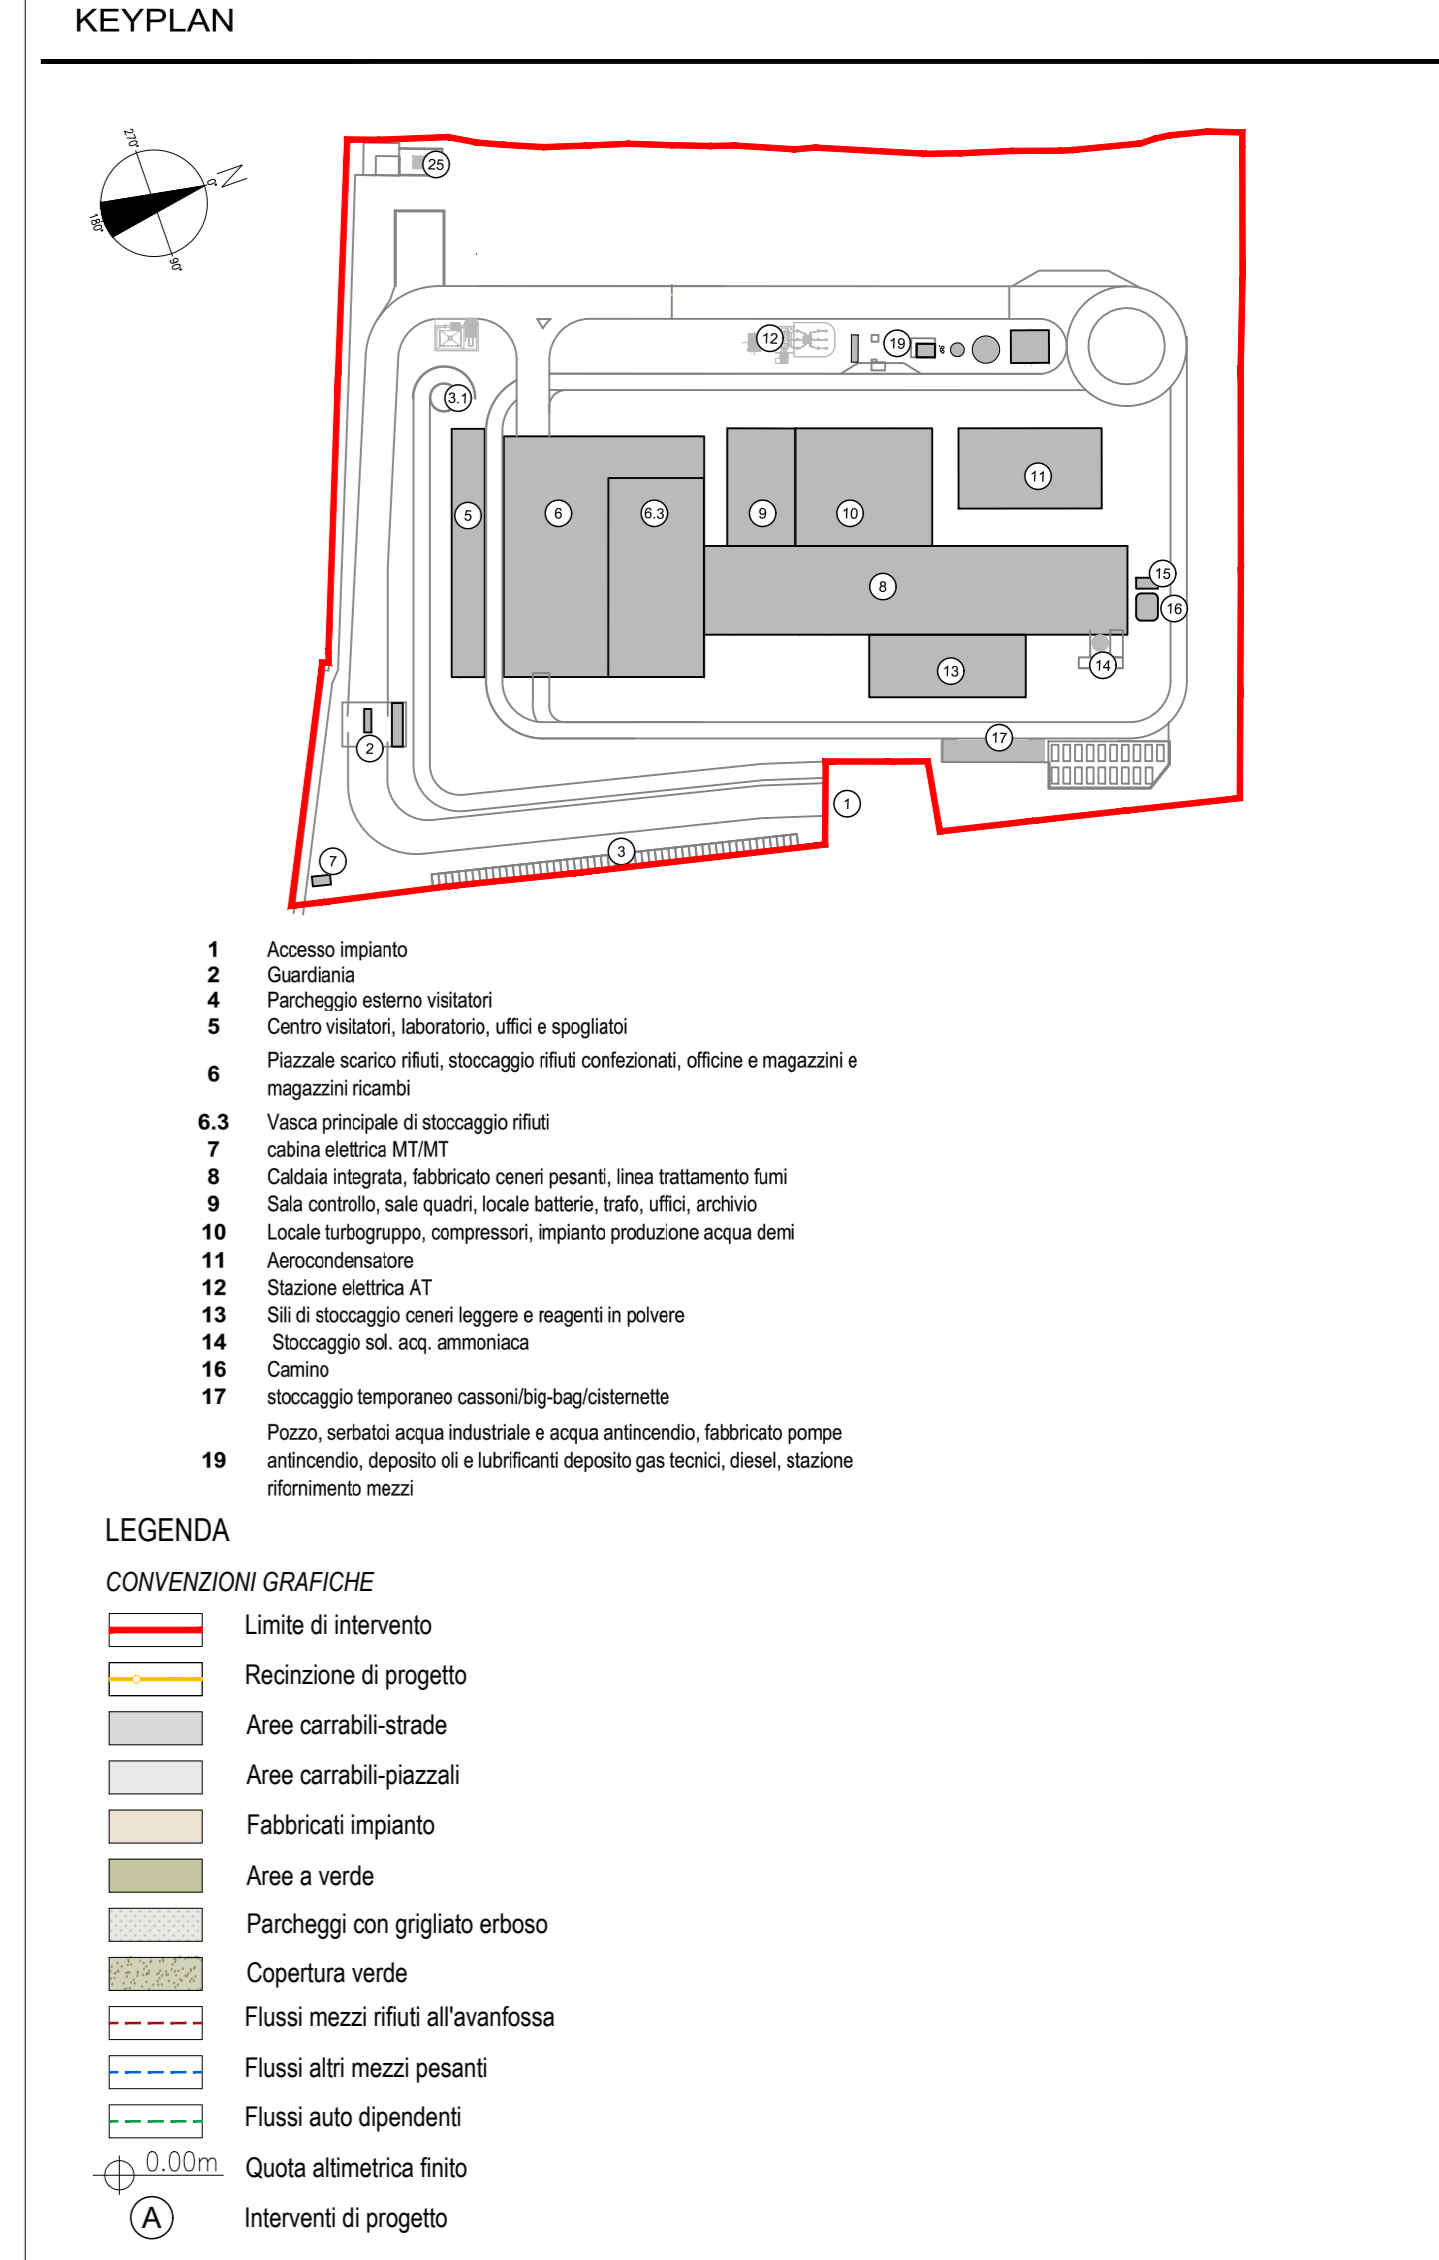 KEYPLAN
270°
0°
N
180°
90°
25
12
19
3.1
11
5
6
6.3
9
10
15
8
16
14
13
2
17
1
3
7
1 Accesso impianto
2 Guardiania
4 Parcheggio esterno visitatori
5 Centro visitatori, laboratorio, uffici e spogliatoi
6 Piazzale scarico rifiuti, stoccaggio rifiuti confezionati, officine e magazzini e
magazzini ricambi
6.3 Vasca principale di stoccaggio rifiuti
7 cabina elettrica MT/MT
8 Caldaia integrata, fabbricato ceneri pesanti, linea trattamento fumi
9 Sala controllo, sale quadri, locale batterie, trafo, uffici, archivio
10 Locale turbogruppo, compressori, impianto produzione acqua demi
11 Aerocondensatore
12 Stazione elettrica AT
13 Sili di stoccaggio ceneri leggere e reagenti in polvere
14 Stoccaggio sol. acq. ammoniaca
16 Camino
17 stoccaggio temporaneo cassoni/big-bag/cisternette
Pozzo, serbatoi acqua industriale e acqua antincendio, fabbricato pompe
19 antincendio, deposito oli e lubrificanti deposito gas tecnici, diesel, stazione
rifornimento mezzi
LEGENDA
CONVENZIONI GRAFICHE
Limite di intervento
Recinzione di progetto
Aree carrabili-strade
Aree carrabili-piazzali
Fabbricati impianto
Aree a verde
Parcheggi con grigliato erboso
Copertura verde
Flussi mezzi rifiuti all'avanfossa
Flussi altri mezzi pesanti
Flussi auto dipendenti
0.00m Quota altimetrica finito
A Interventi di progetto